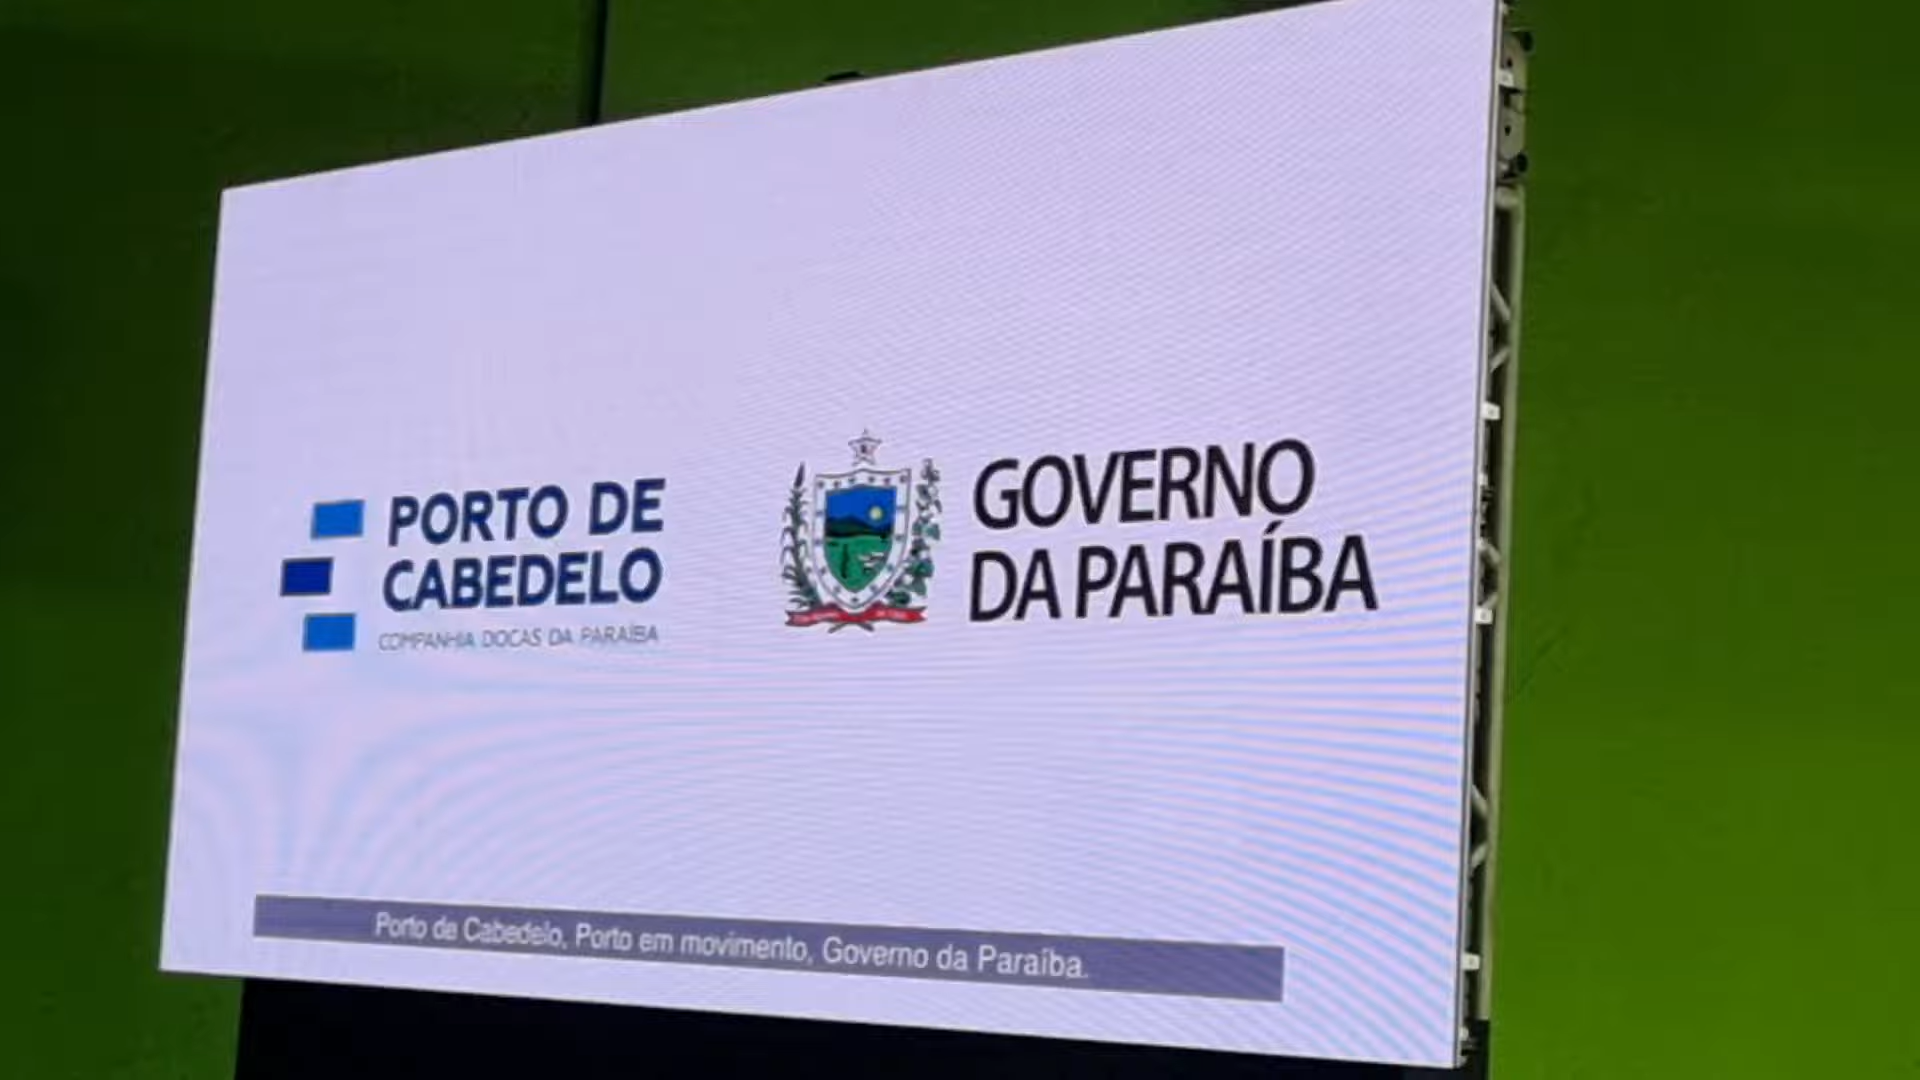 PORTO DE
CABEDELO
COMPANHIA DOCAS DA PARAÍBA
GOVERNO
DA PARAÍBA
Porto de Cabedelo, Porto em movimento, Governo da Paraíba.